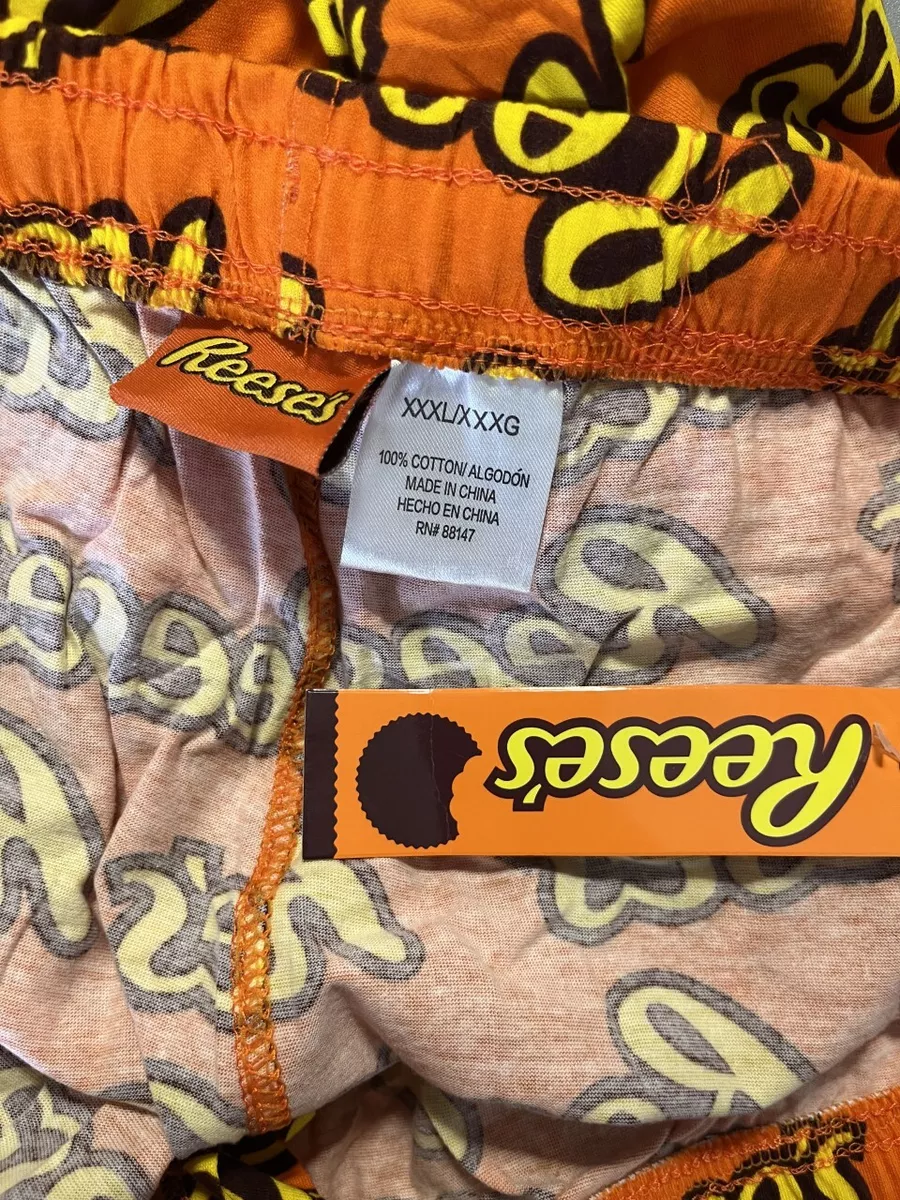 Reese's
XXXL/XXXG
100% COTTON/ ALGODÓN
MADE IN CHINA
HECHO EN CHINA
RN# 88147
Reese's